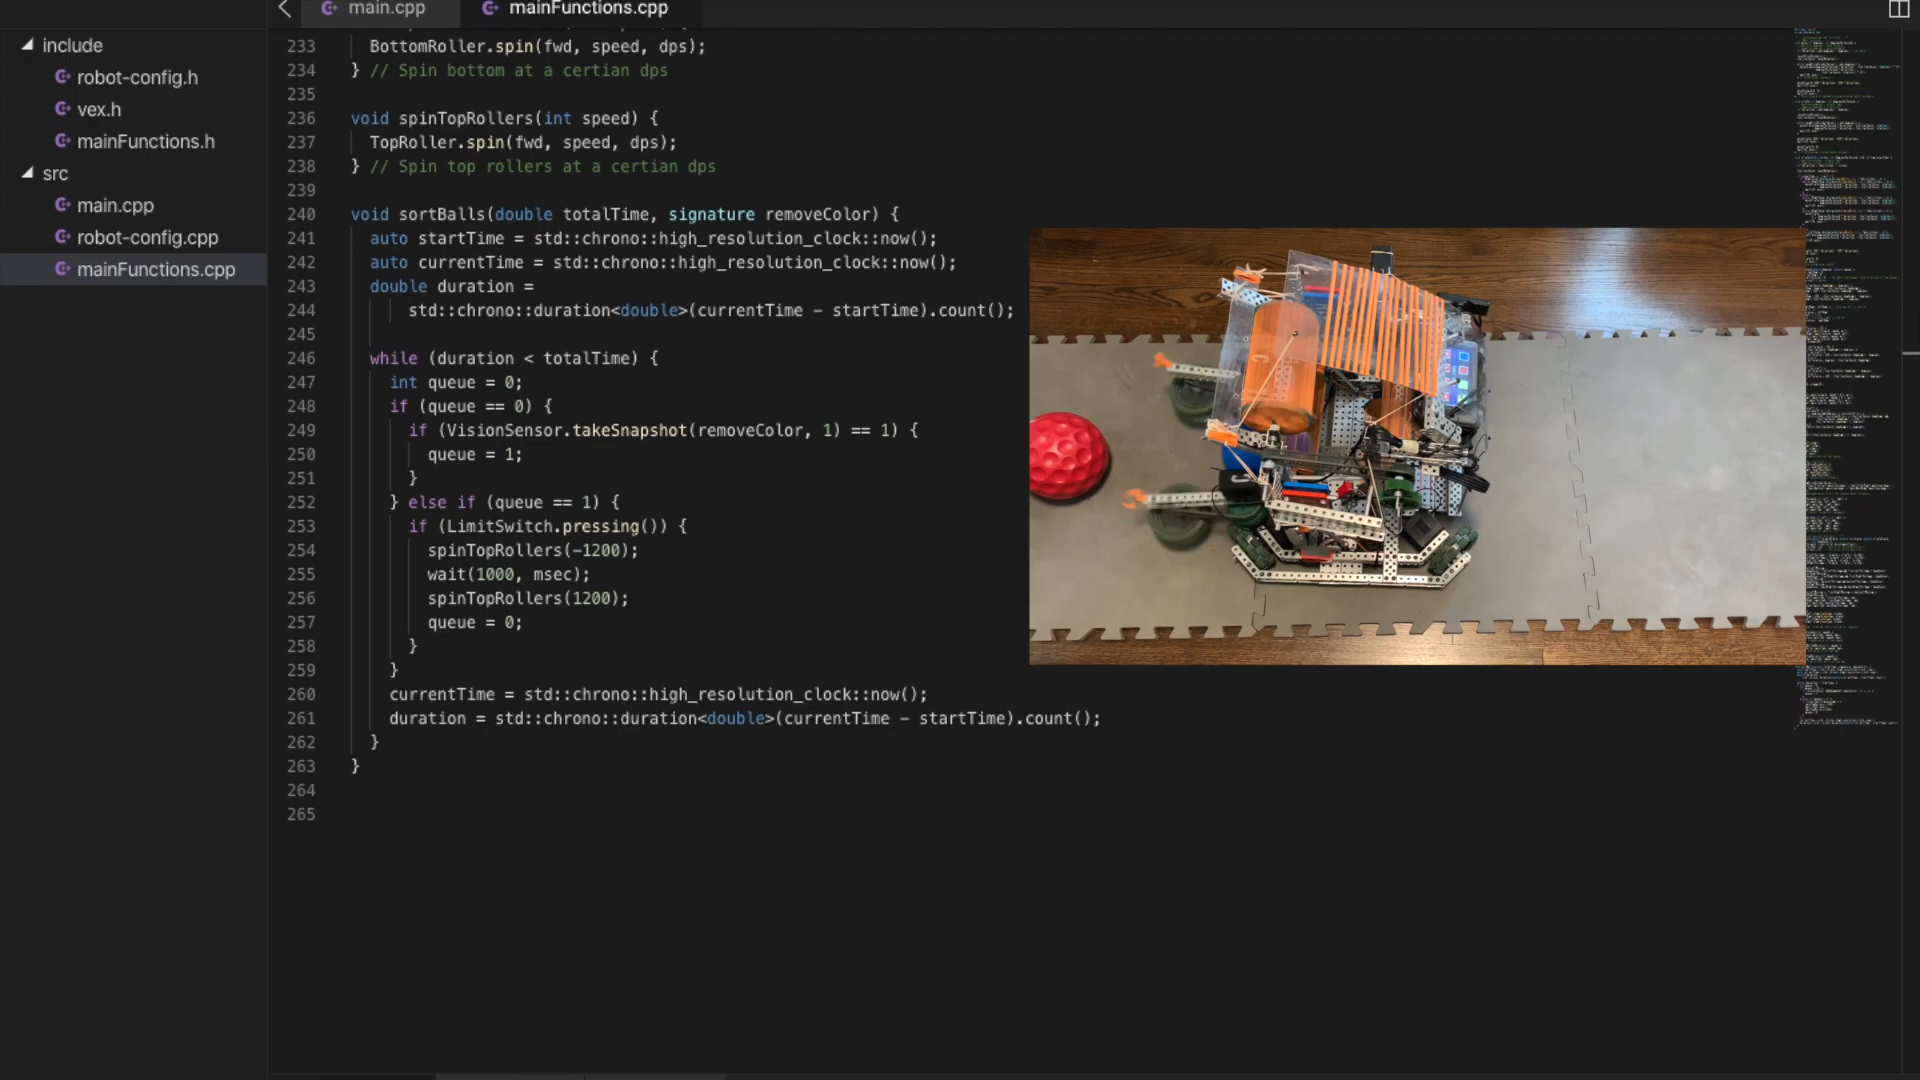 main.cpp
mainFunctions.cpp
include
robot-config.h
vex.h
mainFunctions.h
src
main.cpp
robot-config.cpp
mainFunctions.cpp
233 BottomRoller.spin(fwd, speed, dps);
234 } // Spin bottom at a certian dps
235
236 void spinTopRollers(int speed) {
237 TopRoller.spin(fwd, speed, dps);
238 } // Spin top rollers at a certian dps
239
240 void sortBalls(double totalTime, signature removeColor) {
241 auto startTime = std::chrono::high_resolution_clock::now();
242 auto currentTime = std::chrono::high_resolution_clock::now();
243 double duration =
244 std::chrono::duration<double>(currentTime - startTime).count();
245
246 while (duration < totalTime) {
247 int queue = 0;
248 if (queue == 0) {
249 if (VisionSensor.takeSnapshot(removeColor, 1) == 1) {
250 queue = 1;
251 }
252 } else if (queue == 1) {
253 if (LimitSwitch.pressing()) {
254 spinTopRollers(-1200);
255 wait(1000, msec);
256 spinTopRollers(1200);
257 queue = 0;
258 }
259 }
260 currentTime = std::chrono::high_resolution_clock::now();
261 duration = std::chrono::duration<double>(currentTime - startTime).count();
262 }
263 }
264
265